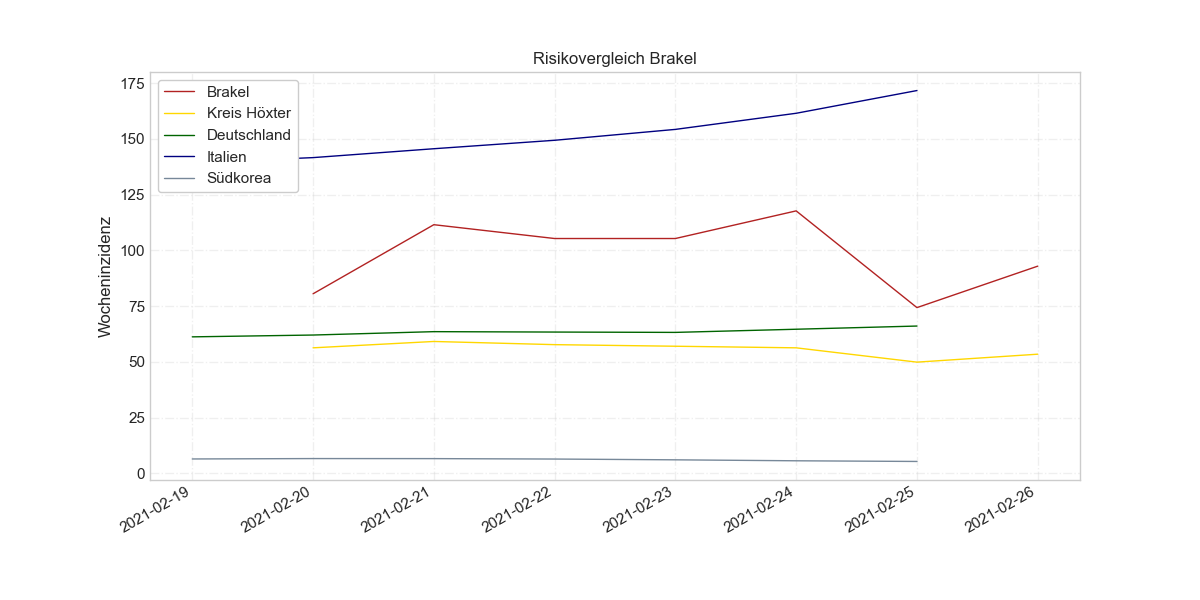 Risikovergleich Brakel
Brakel
Kreis Höxter
Deutschland
Italien
Südkorea
Wocheninzidenz
175
150
125
100
75
50
25
0
2021-02-19
2021-02-20
2021-02-21
2021-02-22
2021-02-23
2021-02-24
2021-02-25
2021-02-26